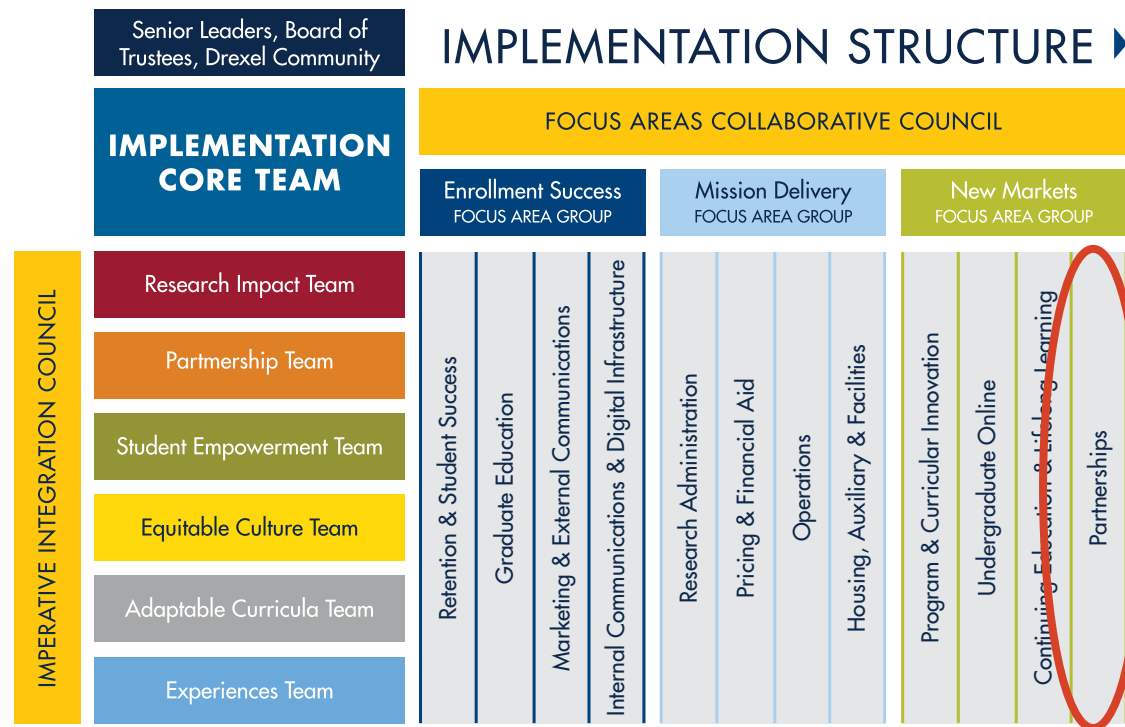 Senior Leaders, Board of
Trustees, Drexel Community
IMPLEMENTATION STRUCTURE
IMPLEMENTATION
CORE TEAM
FOCUS AREAS COLLABORATIVE COUNCIL
Enrollment Success
FOCUS AREA GROUP
Mission Delivery
FOCUS AREA GROUP
New Markets
FOCUS AREA GROUP
IMPERATIVE INTEGRATION COUNCIL
Research Impact Team
Partmership Team
Student Empowerment Team
Equitable Culture Team
Adaptable Curricula Team
Experiences Team
Retention & Student Success
Graduate Education
Marketing & External Communications
Internal Communications & Digital Infrastructure
Research Administration
Pricing & Financial Aid
Operations
Housing, Auxiliary & Facilities
Program & Curricular Innovation
Undergraduate Online
Continuing Education & Lifelong Learning
Partnerships